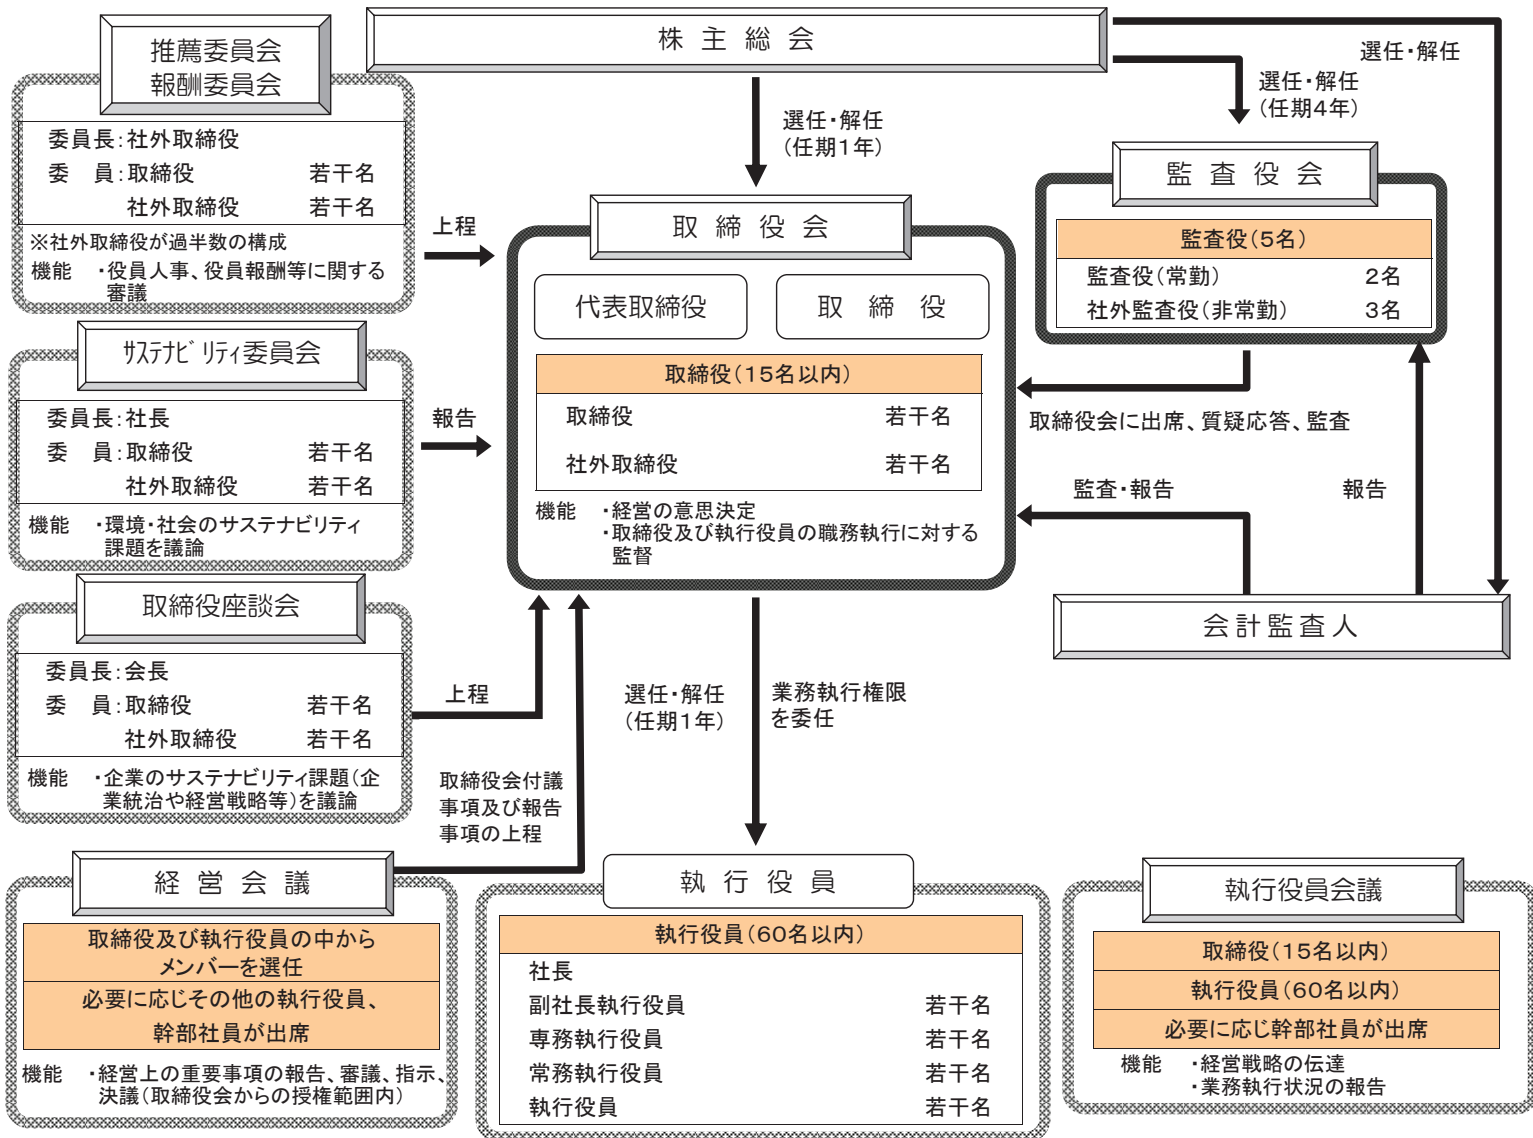 株主総会
選任・解任
選任・解任
(任期4年)
選任・解任
(任期1年)
推薦委員会
報酬委員会
委員長:社外取締役
委　員:取締役　若干名
社外取締役　若干名
※社外取締役が過半数の構成
機能　・役員人事、役員報酬等に関する
審議
上程
サステナビリティ委員会
委員長:社長
委　員:取締役　若干名
社外取締役　若干名
機能　・環境・社会のサステナビリティ
課題を議論
報告
取締役座談会
委員長:会長
委　員:取締役　若干名
社外取締役　若干名
機能　・企業のサステナビリティ課題(企
業統治や経営戦略等)を議論
上程
取締役会
代表取締役　取締役
取締役(15名以内)
取締役　若干名
社外取締役　若干名
機能　・経営の意思決定
・取締役及び執行役員の職務執行に対する
監督
監査役会
監査役(5名)
監査役(常勤)　2名
社外監査役(非常勤)　3名
取締役会に出席、質疑応答、監査
監査・報告
報告
会計監査人
選任・解任
(任期1年)
業務執行権限
を委任
取締役会付議
事項及び報告
事項の上程
経営会議
取締役及び執行役員の中から
メンバーを選任
必要に応じその他の執行役員、
幹部社員が出席
機能　・経営上の重要事項の報告、審議、指示、
決議(取締役会からの授権範囲内)
執行役員
執行役員(60名以内)
社長
副社長執行役員　若干名
専務執行役員　若干名
常務執行役員　若干名
執行役員　若干名
執行役員会議
取締役(15名以内)
執行役員(60名以内)
必要に応じ幹部社員が出席
機能　・経営戦略の伝達
・業務執行状況の報告